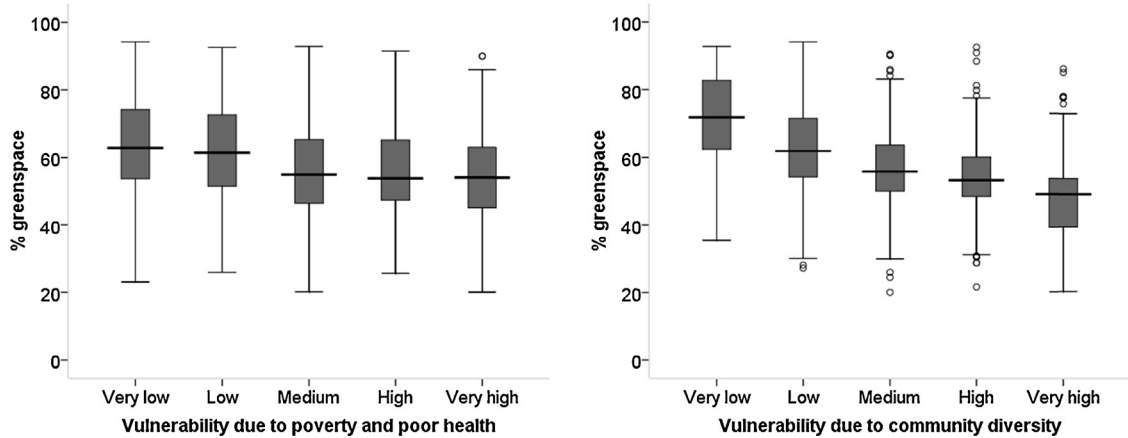 100
80
60
40
20
0
% greenspace
Very low Low Medium High Very high
Vulnerability due to poverty and poor health
100
80
60
40
20
0
% greenspace
Very low Low Medium High Very high
Vulnerability due to community diversity